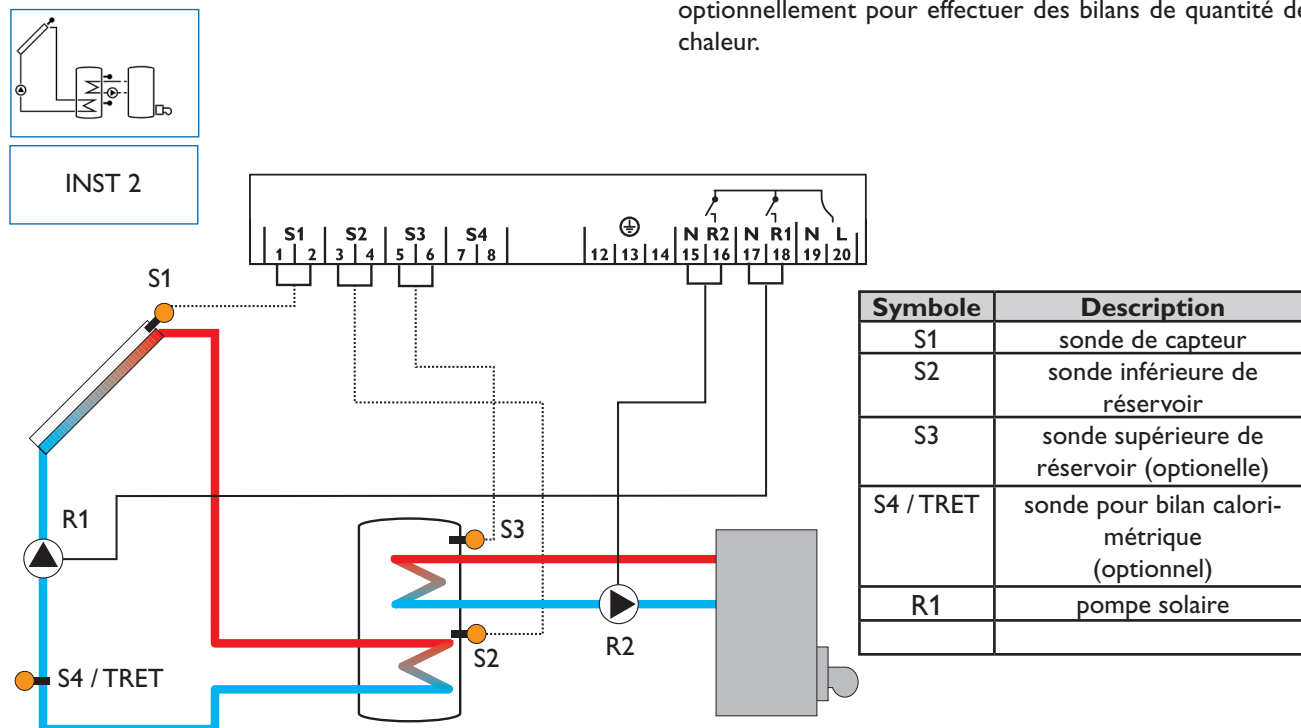 optionnellement pour effectuer des bilans de quantité de
chaleur.
INST 2
S1 S2 S3 S4 N R2 N R1 N L
1 2 3 4 5 6 7 8 12 13 14 15 16 17 18 19 20
S1
R1
S3
S2
R2
S4 / TRET
Symbole Description
S1 sonde de capteur
S2 sonde inférieure de
réservoir
S3 sonde supérieure de
réservoir (optionelle)
S4 / TRET sonde pour bilan calori-
métrique
(optionnel)
R1 pompe solaire